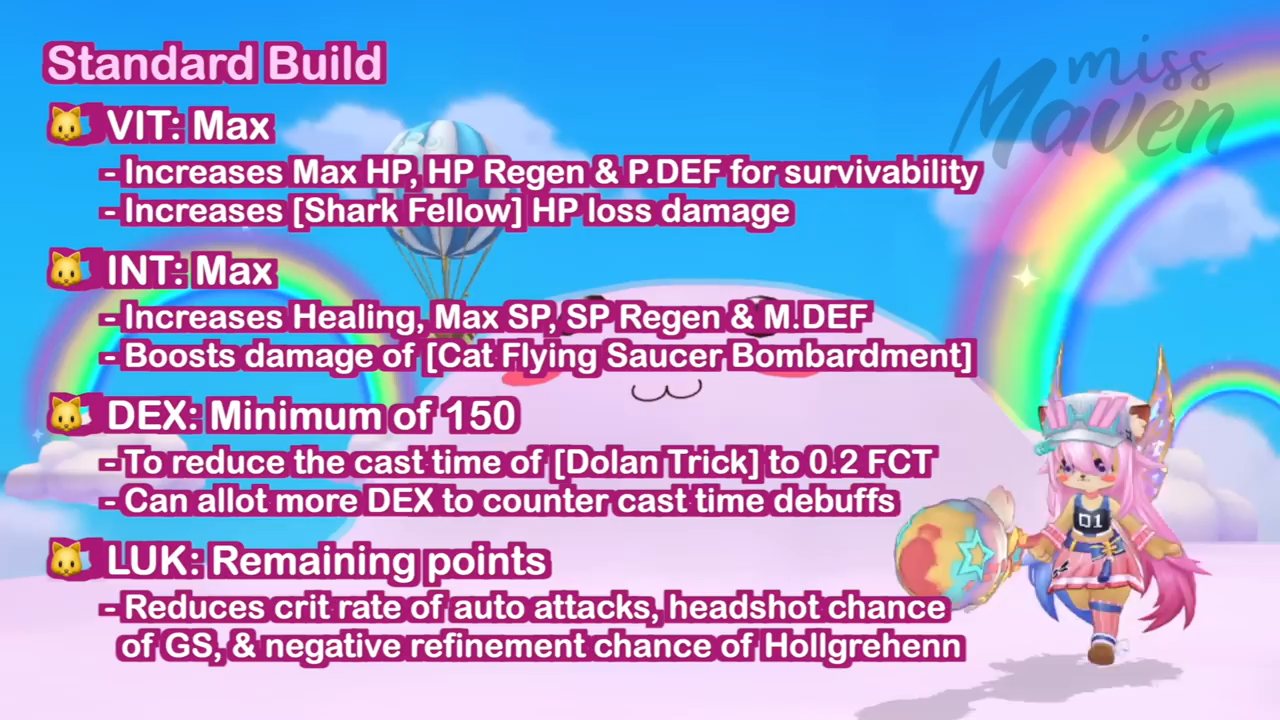 Standard Build
miss
Maven
VIT: Max
- Increases Max HP, HP Regen & P.DEF for survivability
- Increases [Shark Fellow] HP loss damage
INT: Max
- Increases Healing, Max SP, SP Regen & M.DEF
- Boosts damage of [Cat Flying Saucer Bombardment]
DEX: Minimum of 150
- To reduce the cast time of [Dolan Trick] to 0.2 FCT
- Can allot more DEX to counter cast time debuffs
LUK: Remaining points
- Reduces crit rate of auto attacks, headshot chance
of GS, & negative refinement chance of Hollgrehenn
01